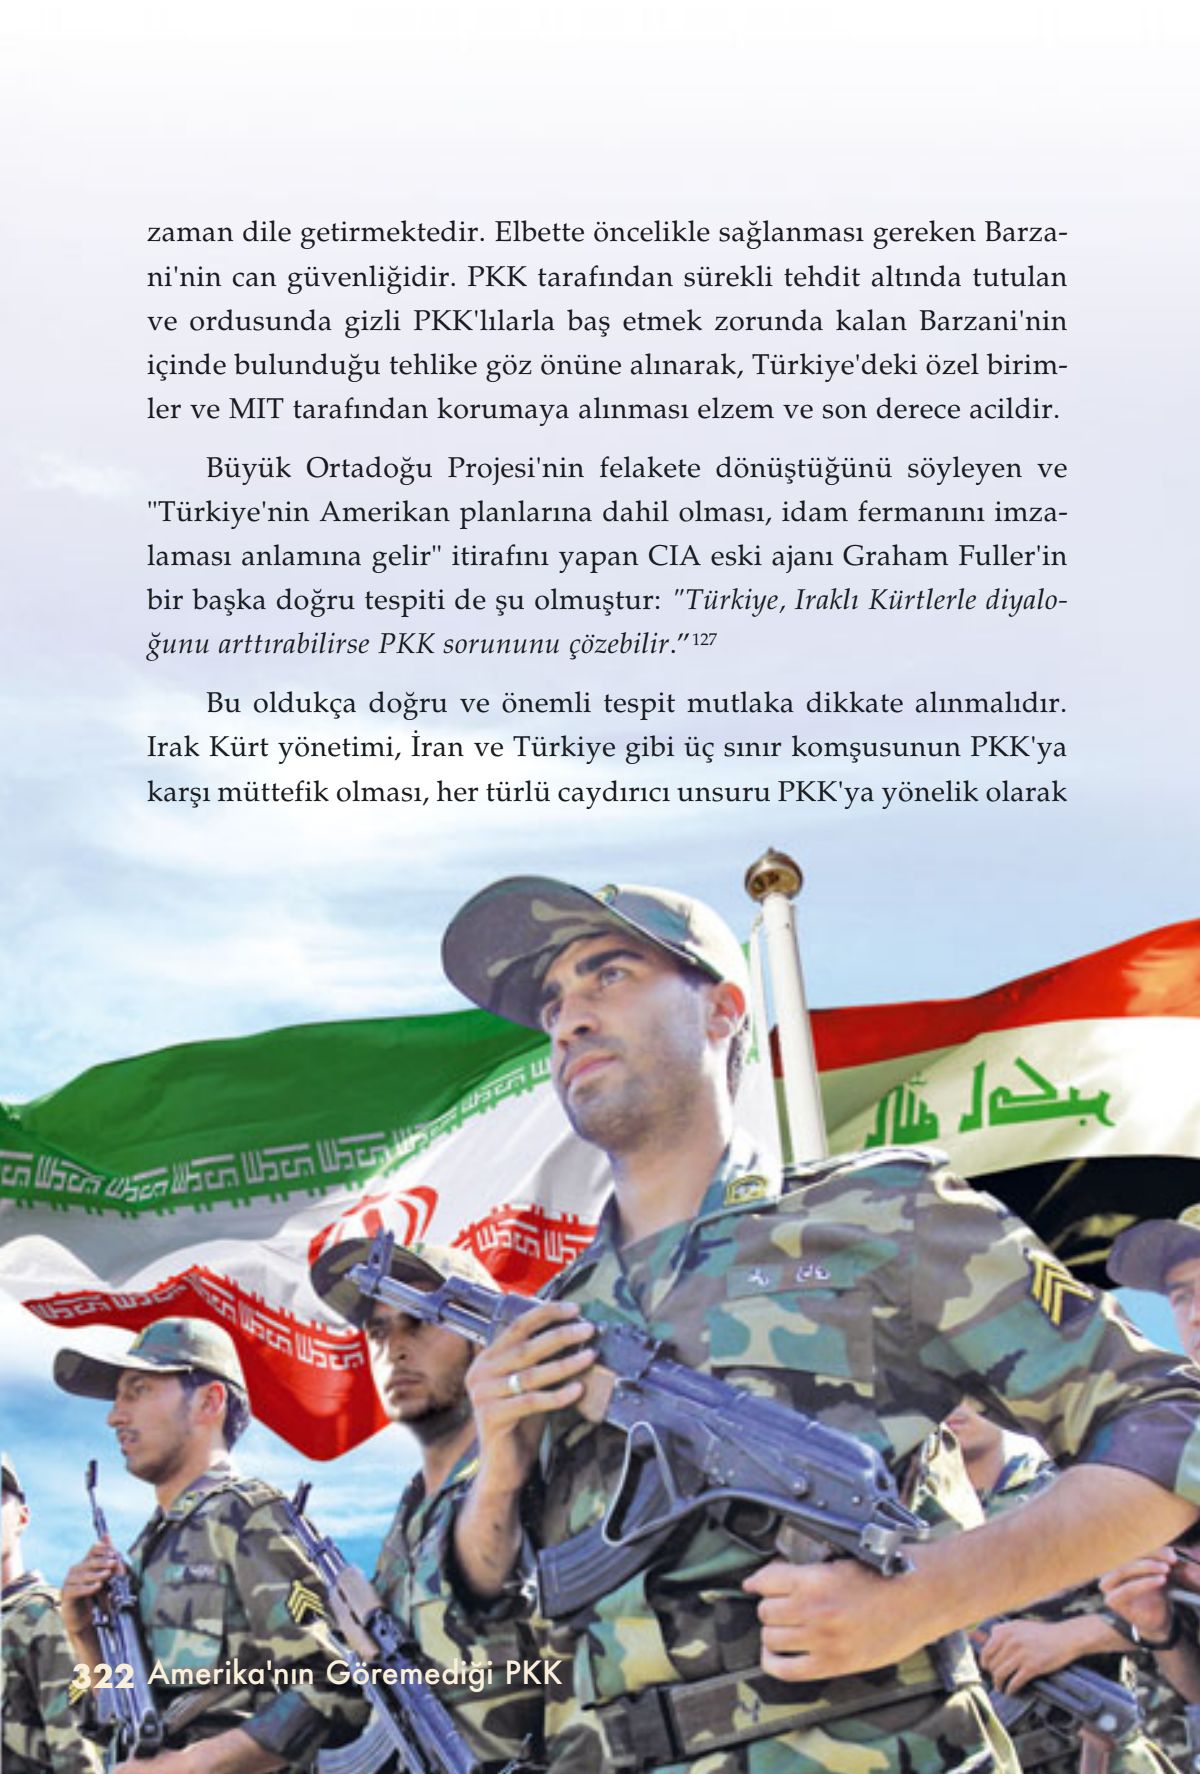 zaman dile getirmektedir. Elbette öncelikle sağlanması gereken Barza-
ni'nin can güvenliğidir. PKK tarafından sürekli tehdit altında tutulan
ve ordusunda gizli PKK'lılarla baş etmek zorunda kalan Barzani'nin
içinde bulunduğu tehlike göz önüne alınarak, Türkiye'deki özel birim-
ler ve MIT tarafından korumaya alınması elzem ve son derece acildir.
Büyük Ortadoğu Projesi'nin felakete dönüştüğünü söyleyen ve
"Türkiye'nin Amerikan planlarına dahil olması, idam fermanını imza-
laması anlamına gelir" itirafını yapan CIA eski ajanı Graham Fuller'in
bir başka doğru tespiti de şu olmuştur: "Türkiye, Iraklı Kürtlerle diyalo-
ğunu arttırabilirse PKK sorununu çözebilir.” 127
Bu oldukça doğru ve önemli tespit mutlaka dikkate alınmalıdır.
Irak Kürt yönetimi, İran ve Türkiye gibi üç sınır komşusunun PKK'ya
karşı müttefik olması, her türlü caydırıcı unsuru PKK'ya yönelik olarak
322 Amerika'nın Göremediği PKK